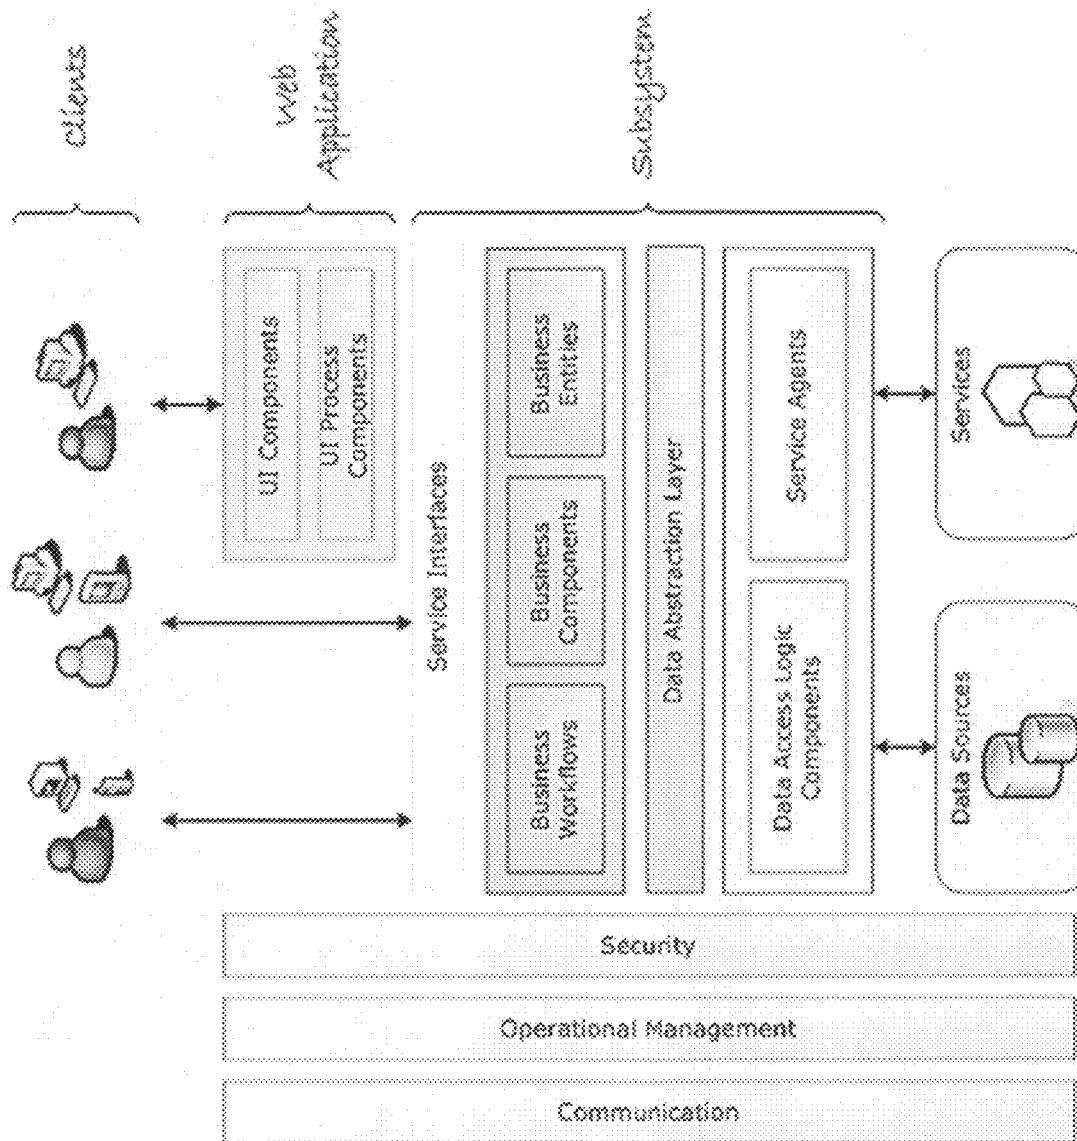 Clients
Web
Application
Subsystem
UI Components
UI Process
Components
Service Interfaces
Business
Workflows
Business
Components
Business
Entities
Data Abstraction Layer
Data Access Logic
Components
Service Agents
Data Sources
Services
Security
Operational Management
Communication